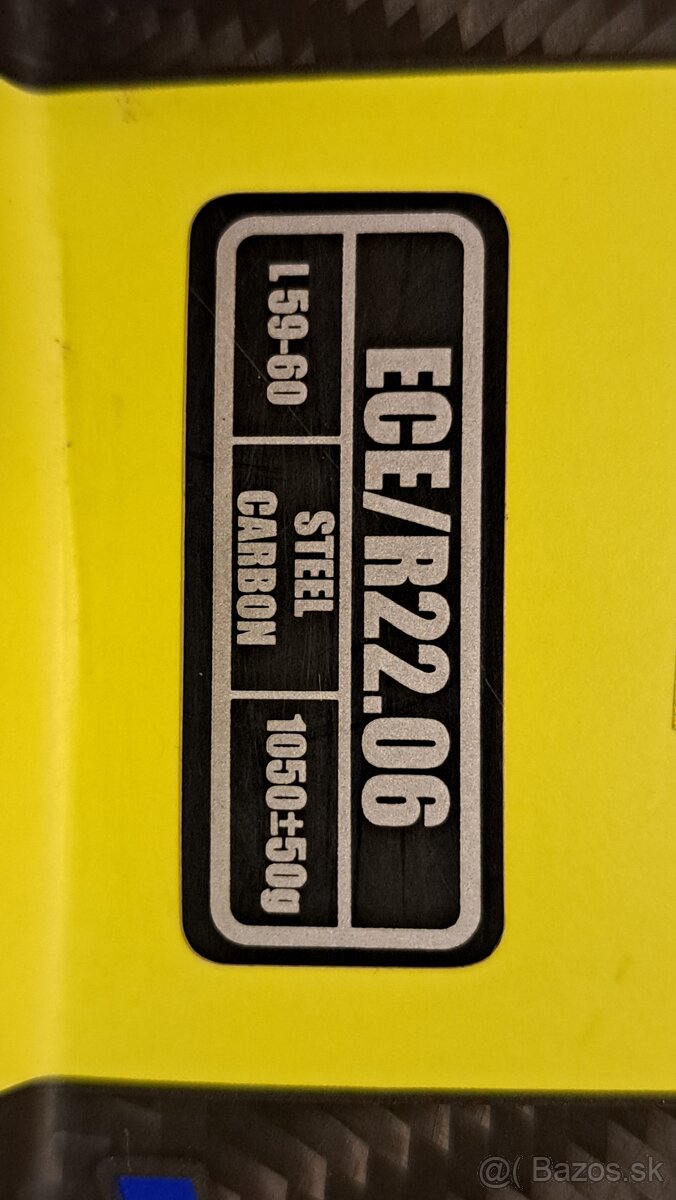 ECE/R22.06
L 59-60
STEEL
CARBON
1050±50g
@( Bazos.sk